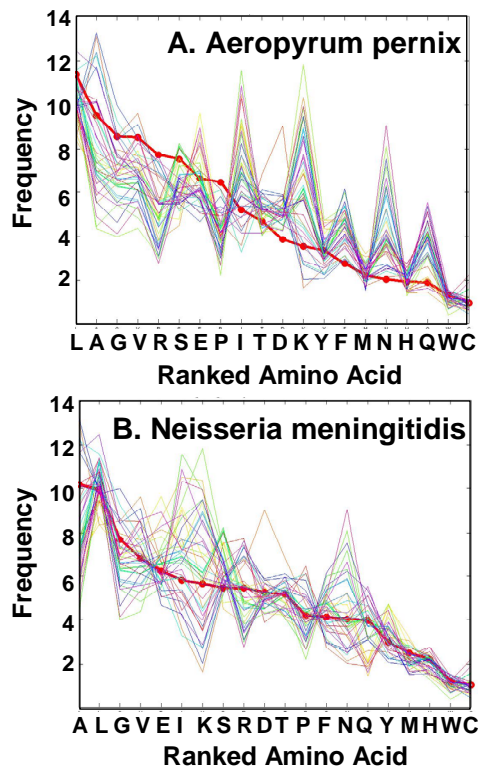 A. Aeropyrum pernix
14
12
10
8
6
4
2
Frequency
L A G V R S E P I T D K Y F M N H Q W C
Ranked Amino Acid
B. Neisseria meningitidis
14
12
10
8
6
4
2
Frequency
A L G V E I K S R D T P F N Q Y M H W C
Ranked Amino Acid